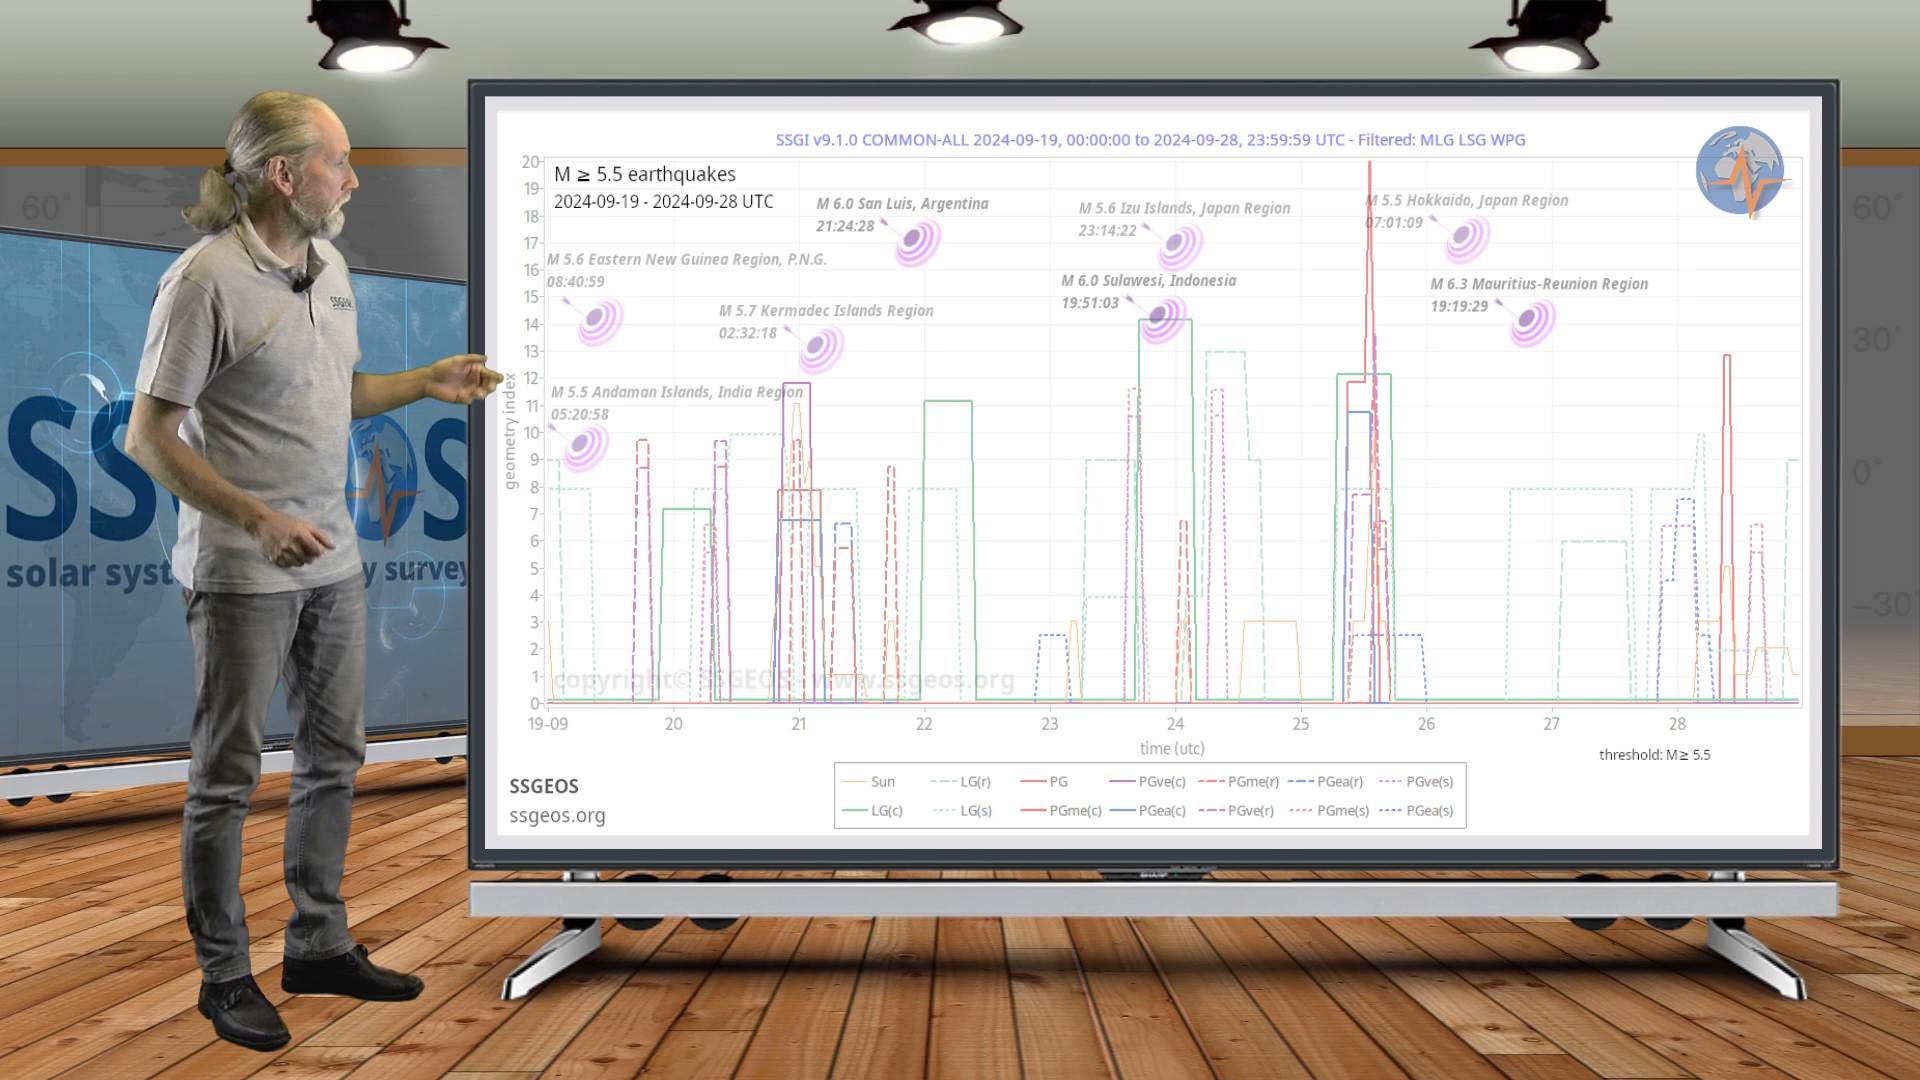 SSGI v9.1.0 COMMON-ALL 2024-09-19, 00:00:00 to 2024-09-28, 23:59:59 UTC - Filtered: MLG LSG WPG
M ≥ 5.5 earthquakes
2024-09-19 - 2024-09-28 UTC
M 6.0 San Luis, Argentina
21:24:28
M 5.6 Izu Islands, Japan Region
23:14:22
M 5.5 Hokkaido, Japan Region
07:01:09
M 5.6 Eastern New Guinea Region, P.N.G.
08:40:59
M 6.0 Sulawesi, Indonesia
19:51:03
M 6.3 Mauritius-Reunion Region
19:19:29
M 5.7 Kermadec Islands Region
02:32:18
M 5.5 Andaman Islands, India Region
05:20:58
geometry index
20
19
18
17
16
15
14
13
12
11
10
9
8
7
6
5
4
3
2
1
0
copyright© SSGEOS - www.ssgeos.org
19-09 20 21 22 23 24 25 26 27 28
time (utc)
threshold: M≥ 5.5
Sun LG(r) PG PGve(c) PGme(r) PGea(r) PGve(s)
LG(c) LG(s) PGme(c) PGea(c) PGve(r) PGme(s) PGea(s)
SSGEOS
ssgeos.org
60°
60°
30°
0°
-30°
SSGEOS
solar syst
y survey